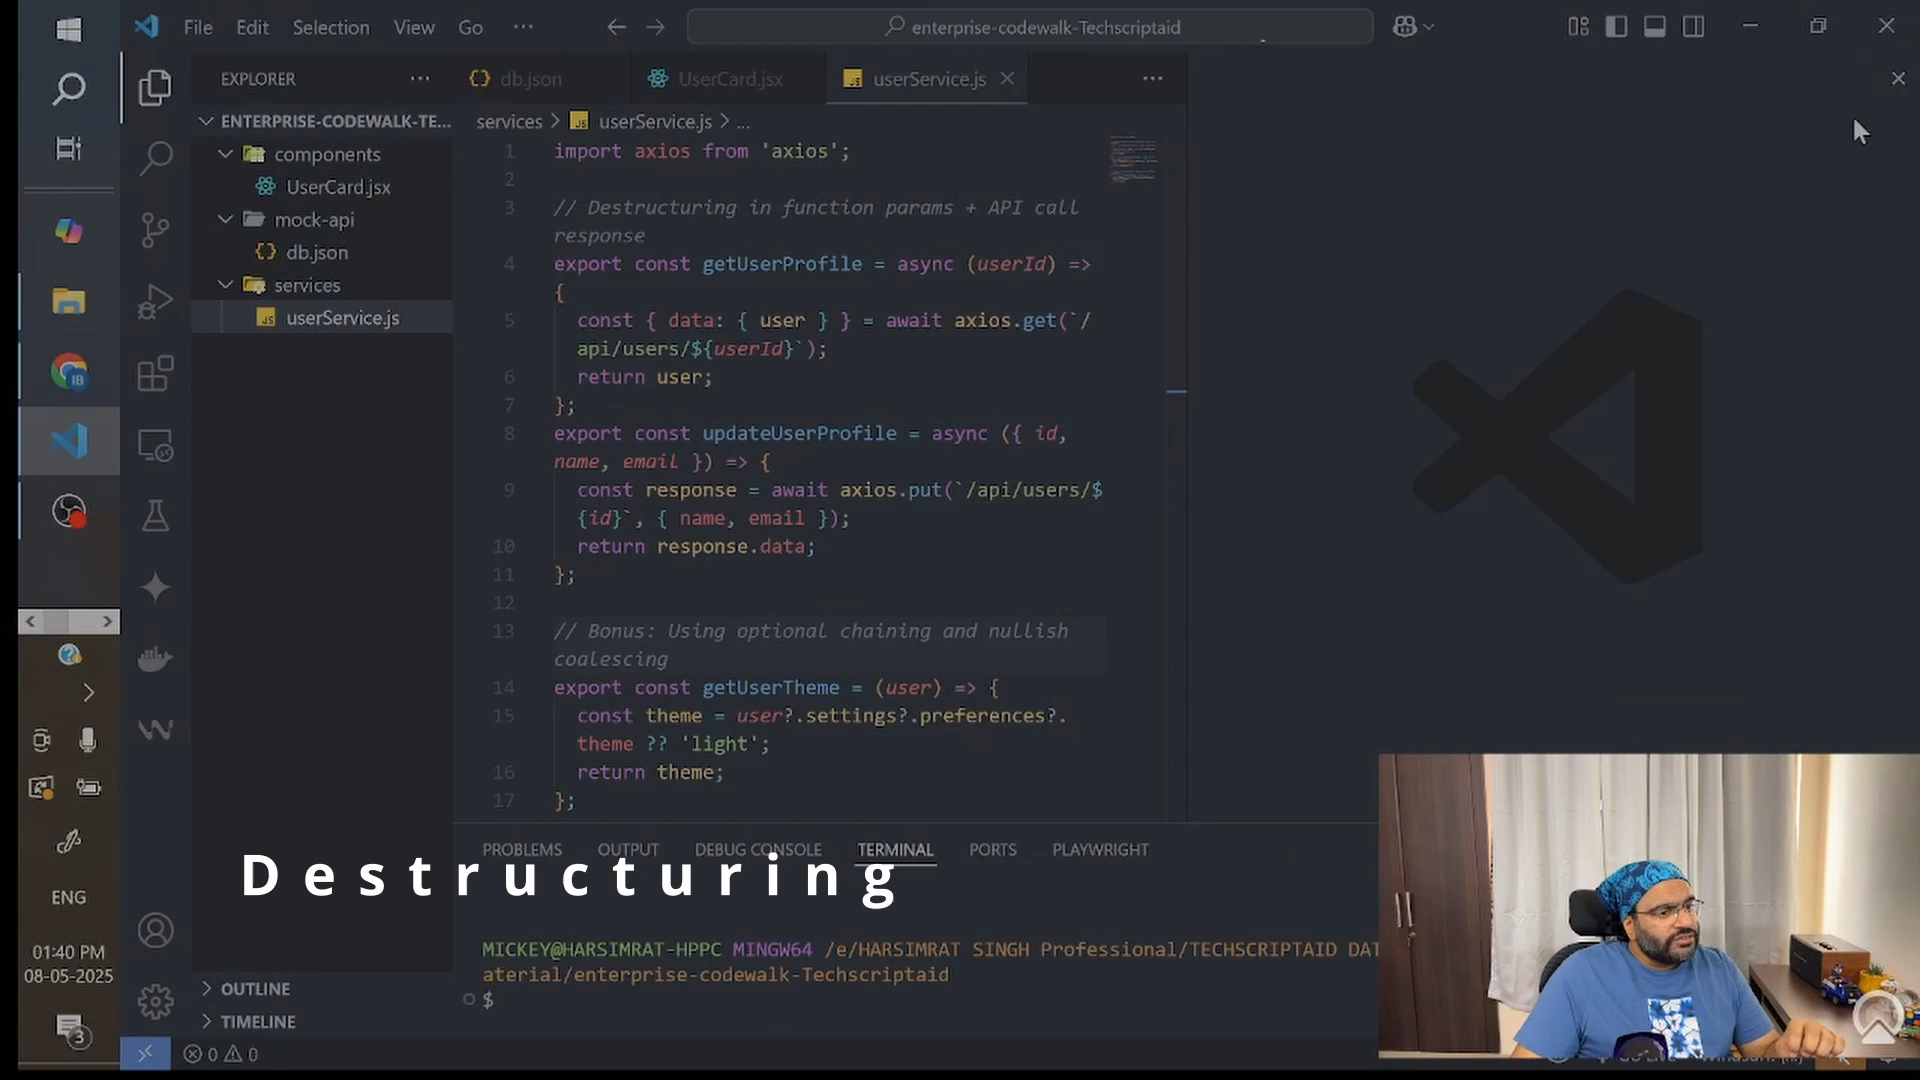 File Edit Selection View Go ··· enterprise-codewalk-Techscriptaid
EXPLORER ··· db.json UserCard.jsx JS userService.js ···
ENTERPRISE-CODEWALK-TE... services > JS userService.js > ...
components
UserCard.jsx
mock-api
db.json
services
JS userService.js
1 import axios from 'axios';
2
3 // Destructuring in function params + API call
response
4 export const getUserProfile = async (userId) =>
{
5 const { data: { user } } = await axios.get(`/
api/users/${userId}`);
6 return user;
7 };
8 export const updateUserProfile = async ({ id,
name, email }) => {
9 const response = await axios.put(`/api/users/$
{id}`, { name, email });
10 return response.data;
11 };
12
13 // Bonus: Using optional chaining and nullish
coalescing
14 export const getUserTheme = (user) => {
15 const theme = user?.settings?.preferences?.
theme ?? 'light';
16 return theme;
17 };
PROBLEMS OUTPUT DEBUG CONSOLE TERMINAL PORTS PLAYWRIGHT
Destructuring
MICKEY@HARSIMRAT-HPPC MINGW64 /e/HARSIMRAT SINGH Professional/TECHSCRIPTAID DAT
aterial/enterprise-codewalk-Techscriptaid
$
OUTLINE
TIMELINE
0 0
IB
ENG
01:40 PM
08-05-2025
3